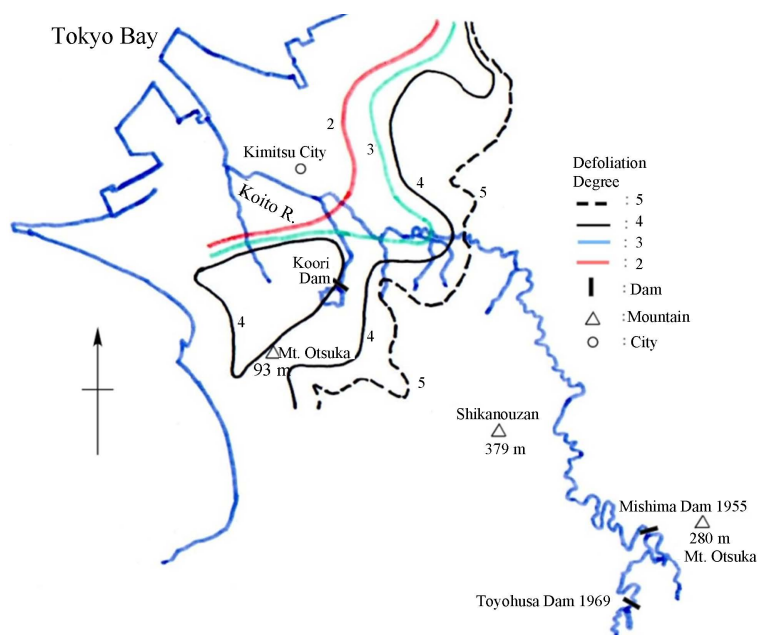 Tokyo Bay
2
Kimitsu City
3
4
5
Koito R.
Defoliation
Degree
: 5
: 4
: 3
: 2
: Dam
: Mountain
: City
Koori
Dam
4
4
Mt. Otsuka
93 m
5
Shikanouzan
379 m
Mishima Dam 1955
280 m
Mt. Otsuka
Toyohusa Dam 1969